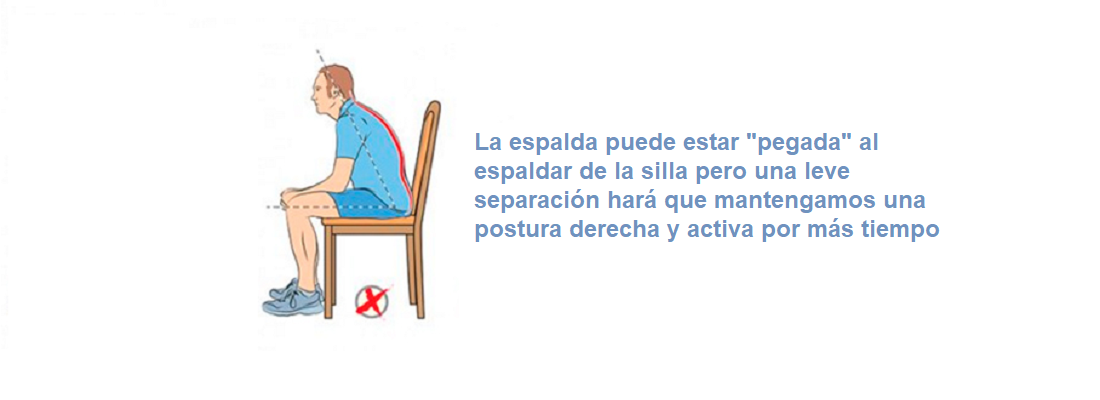 La espalda puede estar "pegada" al
espaldar de la silla pero una leve
separación hará que mantengamos una
postura derecha y activa por más tiempo